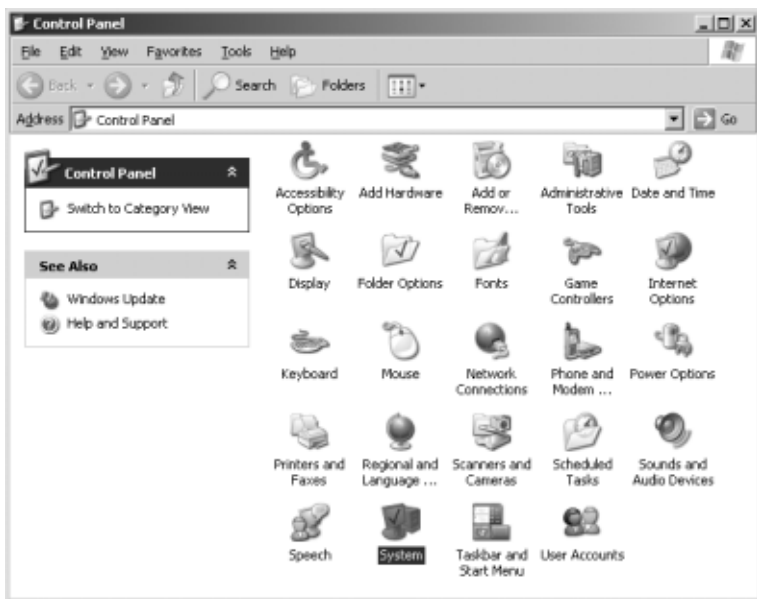 Control Panel
File Edit View Favorites Tools Help
Back Search Folders
Address Control Panel Go
Control Panel
Switch to Category View
See Also
Windows Update
Help and Support
Accessibility Options
Add Hardware
Add or Remov...
Administrative Tools
Date and Time
Display
Folder Options
Fonts
Game Controllers
Internet Options
Keyboard
Mouse
Network Connections
Phone and Modem ...
Power Options
Printers and Faxes
Regional and Language ...
Scanners and Cameras
Scheduled Tasks
Sounds and Audio Devices
Speech
System
Taskbar and Start Menu
User Accounts